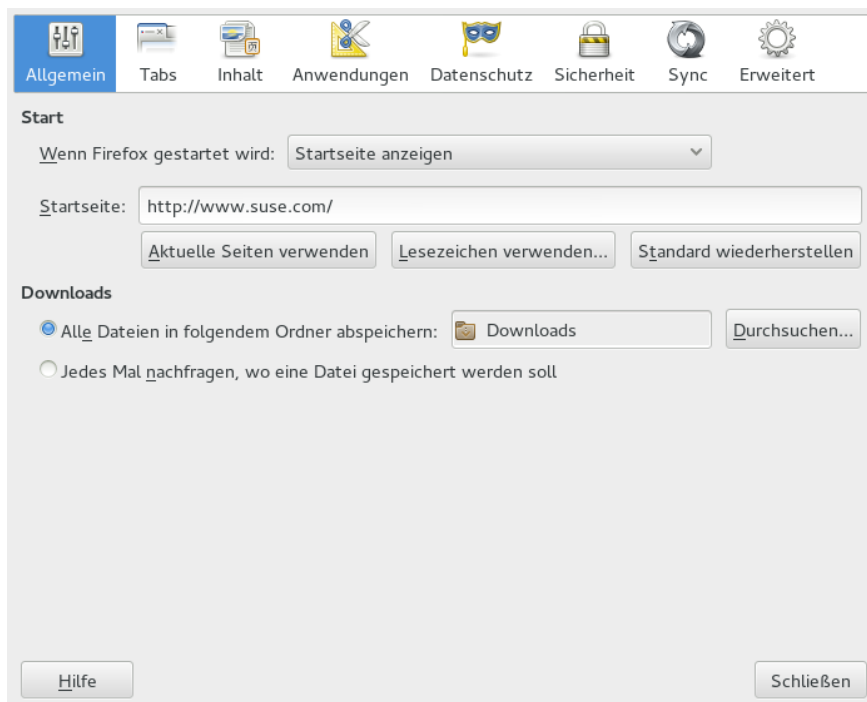 Allgemein Tabs Inhalt Anwendungen Datenschutz Sicherheit Sync Erweitert
Start
Wenn Firefox gestartet wird: Startseite anzeigen
Startseite: http://www.suse.com/
Aktuelle Seiten verwenden Lesezeichen verwenden... Standard wiederherstellen
Downloads
Alle Dateien in folgendem Ordner abspeichern: Downloads Durchsuchen...
Jedes Mal nachfragen, wo eine Datei gespeichert werden soll
Hilfe Schließen